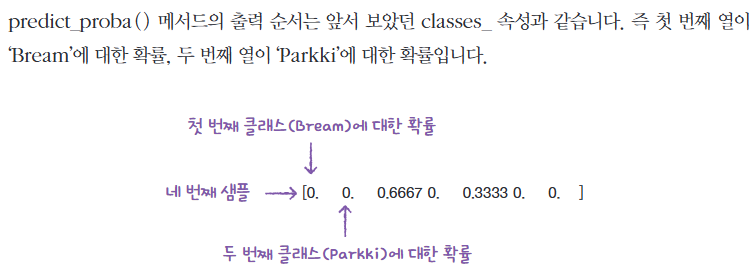 predict_proba() 메서드의 출력 순서는 앞서 보았던 classes_ 속성과 같습니다. 즉 첫 번째 열이
‘Bream’에 대한 확률, 두 번째 열이 ‘Parkki’에 대한 확률입니다.
첫 번째 클래스(Bream)에 대한 확률
네 번째 샘플 → [0. 0. 0.6667 0. 0.3333 0. 0. ]
두 번째 클래스(Parkki)에 대한 확률